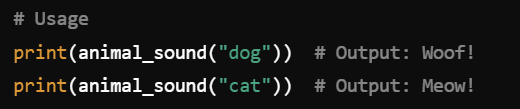 # Usage
print(animal_sound("dog"))  # Output: Woof!
print(animal_sound("cat"))  # Output: Meow!